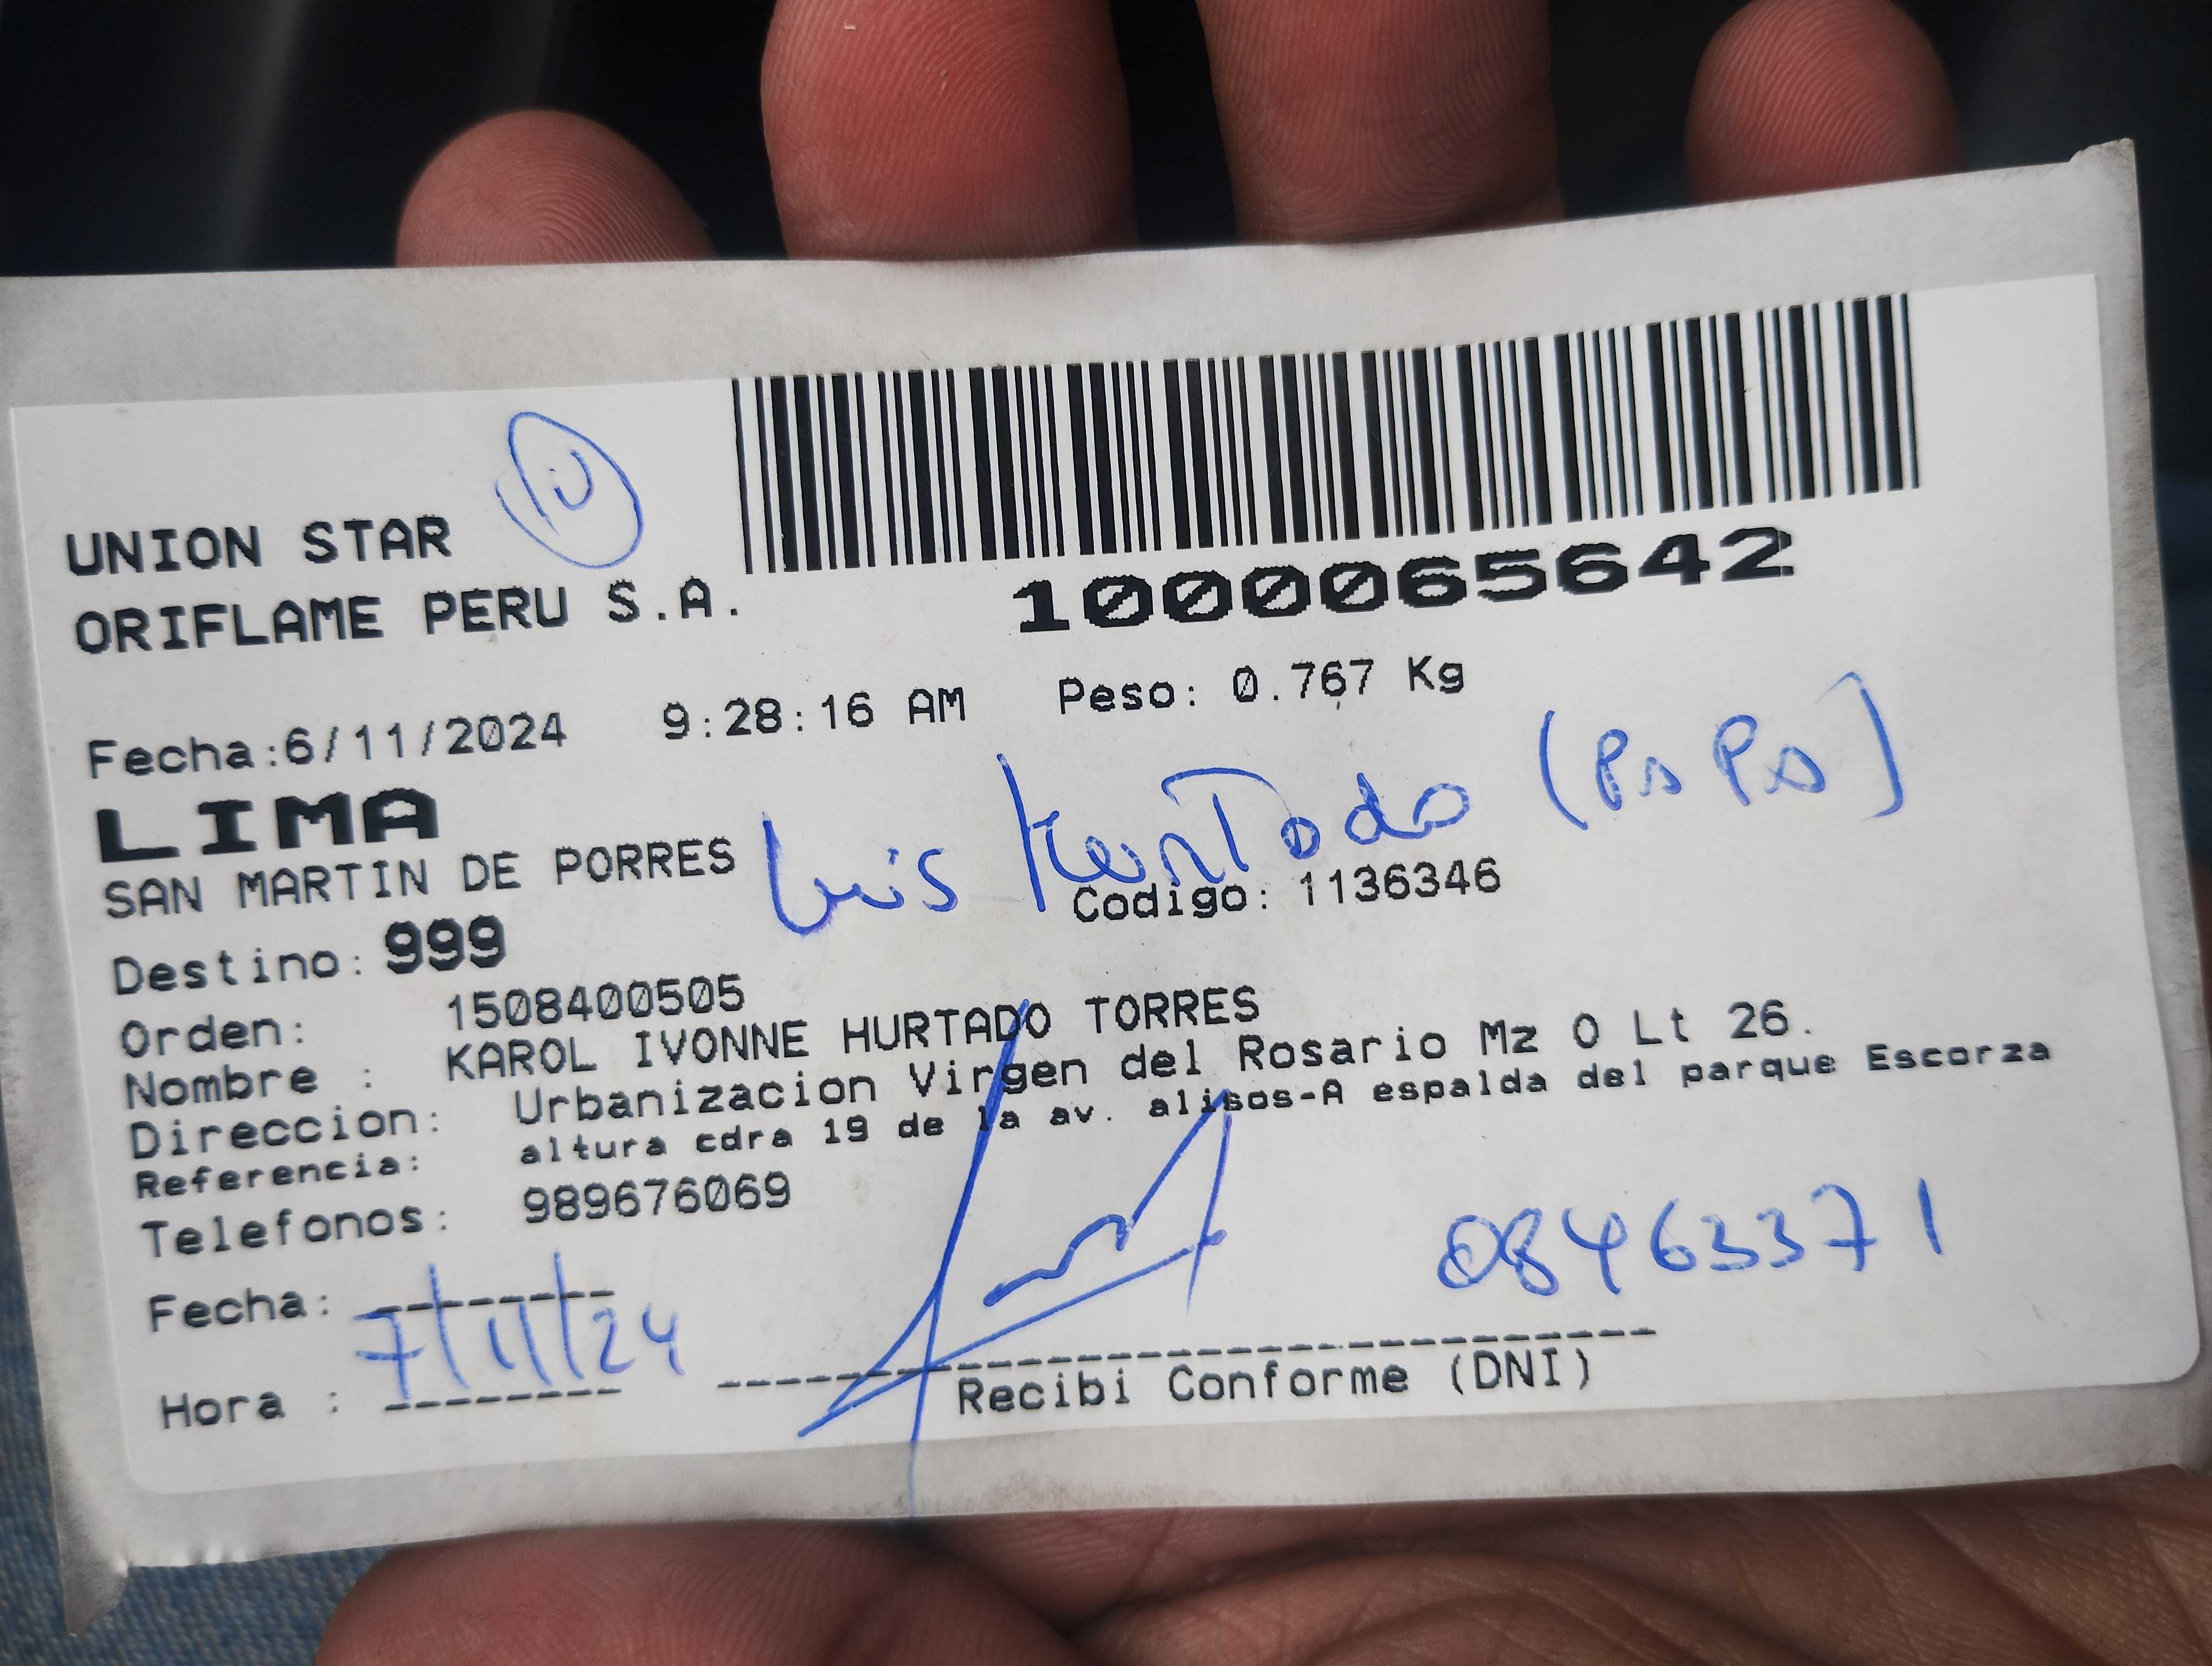 UNION STAR
ORIFLAME PERU S.A.
1000065642
Fecha:6/11/2024 9:28:16 AM Peso: 0.767 Kg
LIMA
SAN MARTIN DE PORRES
Luis Hurtado (PaPa)
Destino: 999 Codigo: 1136346
Orden: 1508400505
Nombre : KAROL IVONNE HURTADO TORRES
Direccion: Urbanizacion Virgen del Rosario Mz O Lt 26.
Referencia: altura cdra 19 de la av. alisos-A espalda del parque Escorza
Telefonos: 989676069
08463371
Fecha: 7/11/24
Hora :
Recibi Conforme (DNI)